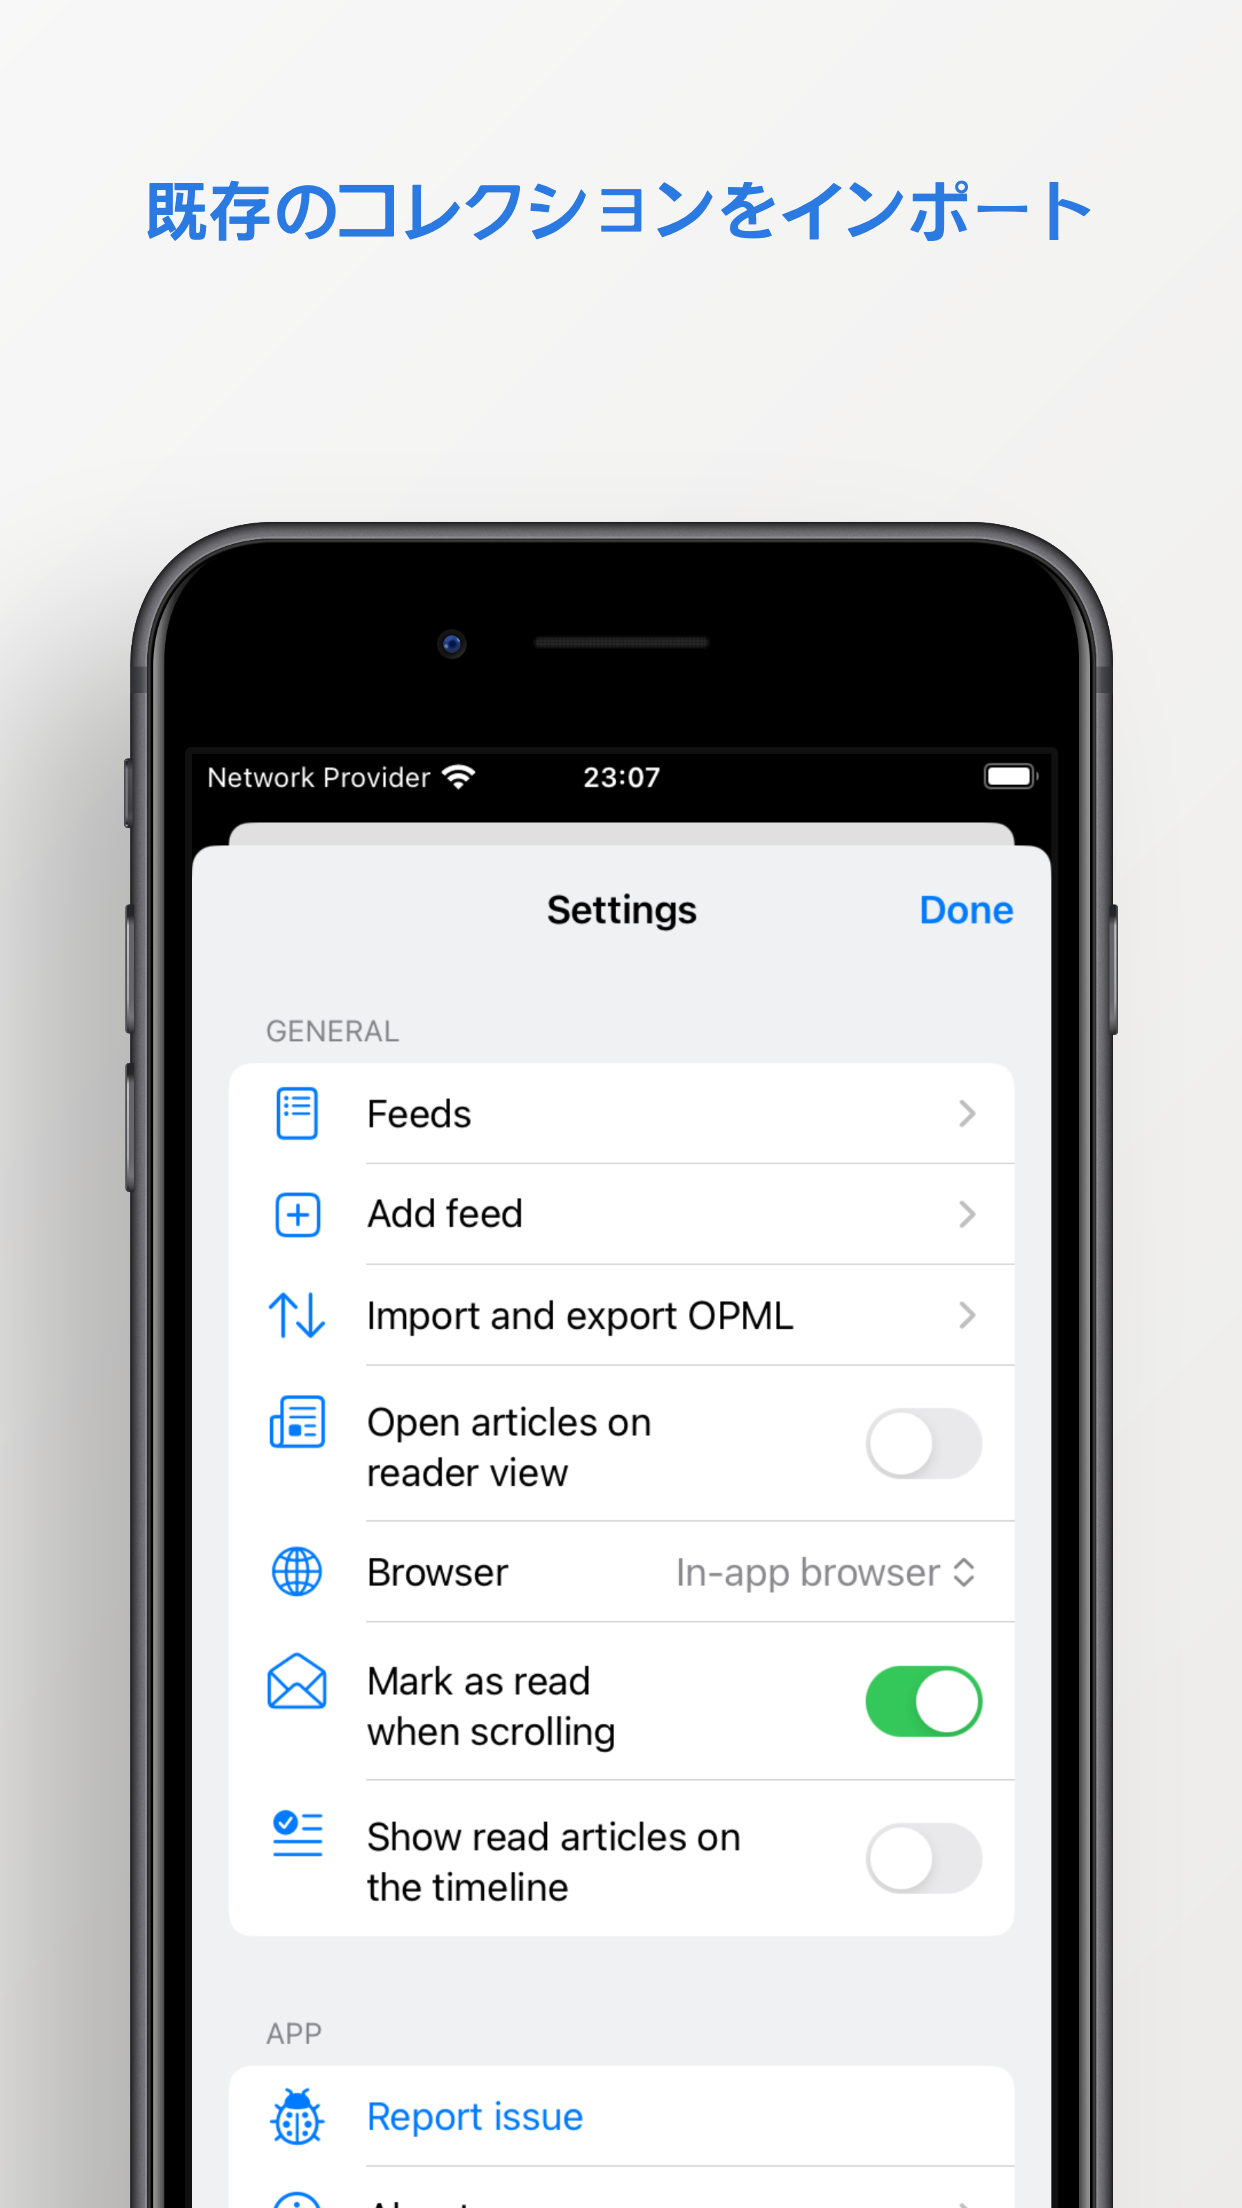 既存のコレクションをインポート
Network Provider
23:07
Settings
Done
GENERAL
Feeds
Add feed
Import and export OPML
Open articles on
reader view
Browser
In-app browser
Mark as read
when scrolling
Show read articles on
the timeline
APP
Report issue